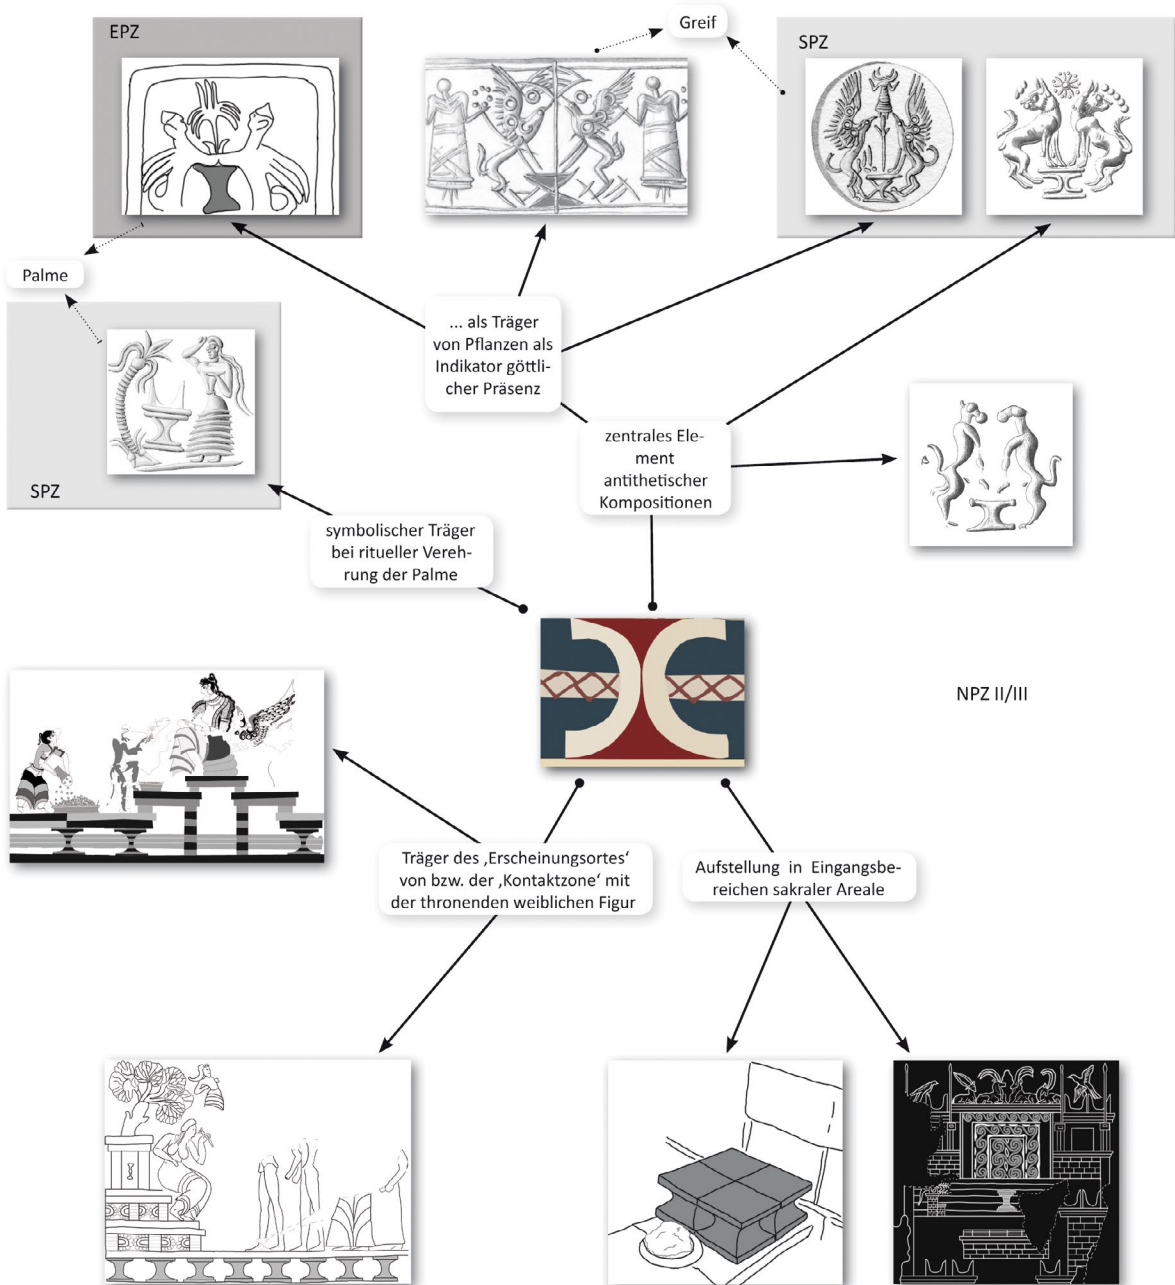 EPZ
Greif
SPZ
Palme
... als Träger
von Pflanzen als
Indikator göttli-
cher Präsenz
zentrales Ele-
ment
antithetischer
Kompositionen
SPZ
symbolischer Träger
bei ritueller Vereh-
rung der Palme
NPZ II/III
Träger des ‚Erscheinungsortes‘
von bzw. der ‚Kontaktzone‘ mit
der thronenden weiblichen Figur
Aufstellung in Eingangsbe-
reichen sakraler Areale